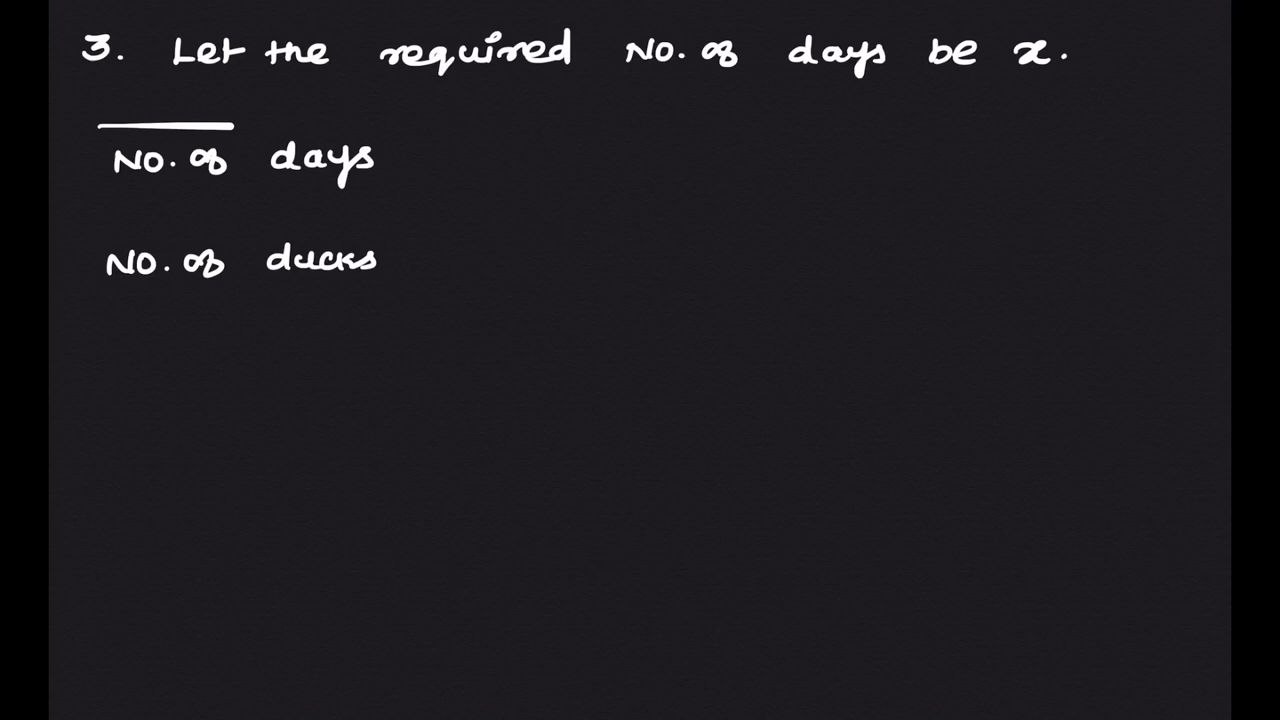 3. Let the required No. of days be x.
No. of days
No. of ducks